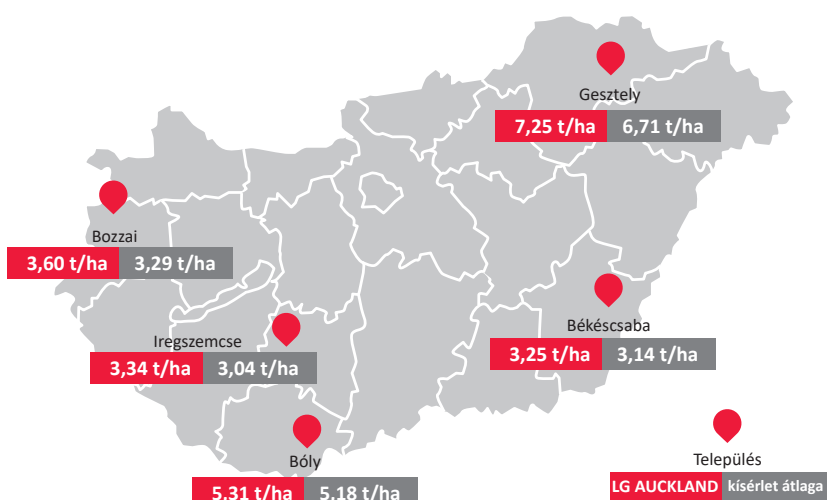 Gesztely
7,25 t/ha 6,71 t/ha
Bozzai
3,60 t/ha 3,29 t/ha
Békéscsaba
3,25 t/ha 3,14 t/ha
Iregszemcse
3,34 t/ha 3,04 t/ha
Bóly
5,31 t/ha 5,18 t/ha
Település
LG AUCKLAND kísérlet átlaga